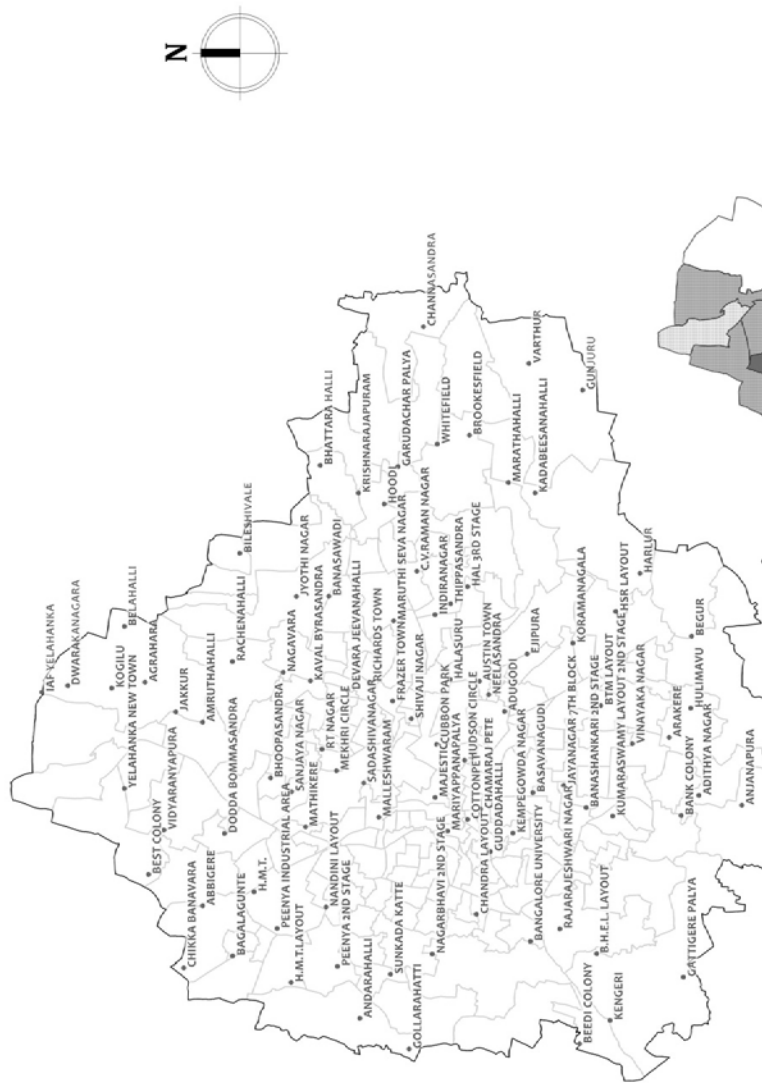 N
IAF YELAHANKA
DWARAKANAGARA
KOGILU
BELAHALLI
YELAHANKA NEW TOWN
AGRAHARA
BEST COLONY
VIDYARANYAPURA
JAKKUR
CHIKKA BANAVARA
ABBIGERE
AMRUTHAHALLI
DODDA BOMMASANDRA
RACHENAHALLI
BILESHIVALE
BAGALAGUNTE
H.M.T.
BHOOPASANDRA
NAGAVARA
PEENYA INDUSTRIAL AREA
SANJAYA NAGAR
JYOTHI NAGAR
H.M.T.LAYOUT
MATHIKERE
KAVAL BYRASANDRA
BHATTARA HALLI
NANDINI LAYOUT
RT NAGAR
BANASAWADI
PEENYA 2ND STAGE
MEKHRI CIRCLE
DEVARA JEEVANAHALLI
KRISHNARAJAPURAM
ANDARAHALLI
SADASHIVANAGAR
RICHARDS TOWN
MALLESHWARAM
HOODI
GARUDACHAR PALYA
SUNKADA KATTE
FRAZER TOWN
MARUTHI SEVA NAGAR
GOLLARAHATTI
SHIVAJI NAGAR
C.V.RAMAN NAGAR
CHANNASANDRA
NAGARBHAVI 2ND STAGE
MAJESTIC
CUBBON PARK
INDIRANAGAR
WHITEFIELD
MARIYAPPANAPALYA
HALASURU
THIPPASANDRA
COTTONPET
HUDSON CIRCLE
HAL 3RD STAGE
BROOKESFIELD
CHANDRA LAYOUT
CHAMARAJ PETE
AUSTIN TOWN
GUDDADAHALLI
NEELASANDRA
KEMPEGOWDA NAGAR
ADUGODI
MARATHAHALLI
BANGALORE UNIVERSITY
BASAVANAGUDI
EJIPURA
KADABEESANAHALLI
VARTHUR
RAJARAJESHWARI NAGAR
JAYANAGAR 7TH BLOCK
KORAMANAGALA
GUNJURU
BEEDI COLONY
B.H.E.L. LAYOUT
BANASHANKARI 2ND STAGE
BTM LAYOUT
KENGERI
KUMARASWAMY LAYOUT 2ND STAGE
HSR LAYOUT
VINAYAKA NAGAR
HARLUR
GATTIGERE PALYA
BANK COLONY
ARAKERE
BEGUR
ADITHYA NAGAR
HULIMAVU
ANJANAPURA